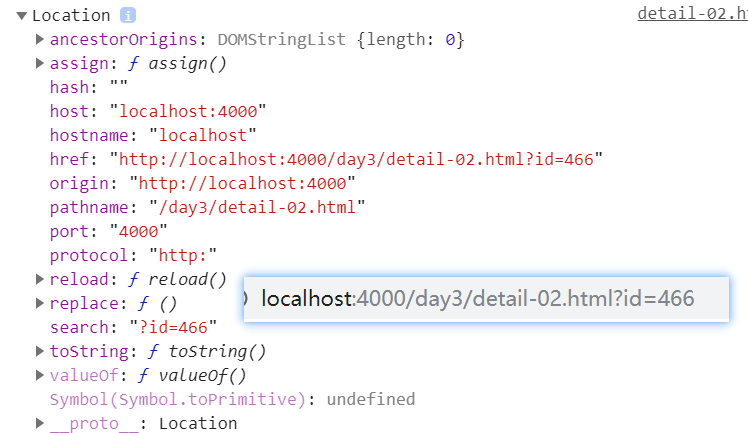 Location i
detail-02.h
ancestorOrigins: DOMStringList {length: 0}
assign: ƒ assign()
hash: ""
host: "localhost:4000"
hostname: "localhost"
href: "http://localhost:4000/day3/detail-02.html?id=466"
origin: "http://localhost:4000"
pathname: "/day3/detail-02.html"
port: "4000"
protocol: "http:"
reload: ƒ reload()
replace: ƒ ()
localhost:4000/day3/detail-02.html?id=466
search: "?id=466"
toString: ƒ toString()
valueOf: ƒ valueOf()
Symbol(Symbol.toPrimitive): undefined
__proto__: Location